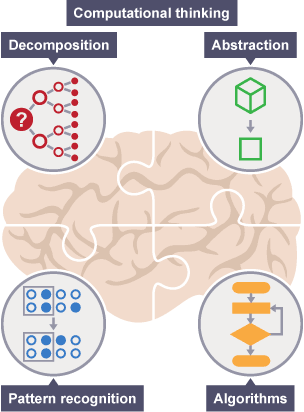 Computational thinking
Decomposition
Abstraction
?
Pattern recognition
Algorithms